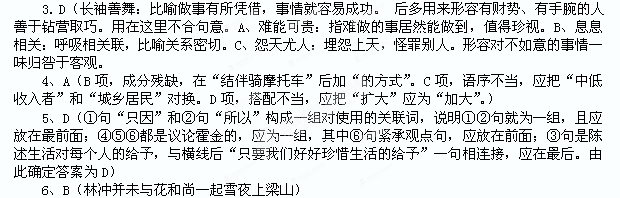 3、D（长袖善舞：比喻做事有所凭借，事情就容易成功。 后多用来形容有财势、有手腕的人
善于钻营取巧。用在这里不合句意。A、难能可贵：指难做的事居然能做到，值得珍视。B、息息
相关：呼吸相关联，比喻关系密切。C、怨天尤人：埋怨上天，怪罪别人。形容对不如意的事情一
味归咎于客观。
4、A（B项，成分残缺，在“结伴骑摩托车”后加“的方式”。C项，语序不当，应把“中低
收入者”和“城乡居民”对换。D项，搭配不当，应把“扩大”应为“加大”。）
5、D（①句“只因”和②句“所以”构成一组对使用的关联词，说明①②句就为一组，且应
放在最前面；④⑤⑥都是议论霍金的，应为一组，其中⑥句紧承观点句，应放在前面；③句是陈
述生活对每个人的给予，与横线后“只要我们好好珍惜生活的给予”一句相连接，应在最后。由
此确定答案为D）
6、B（林冲并未与花和尚一起雪夜上梁山）